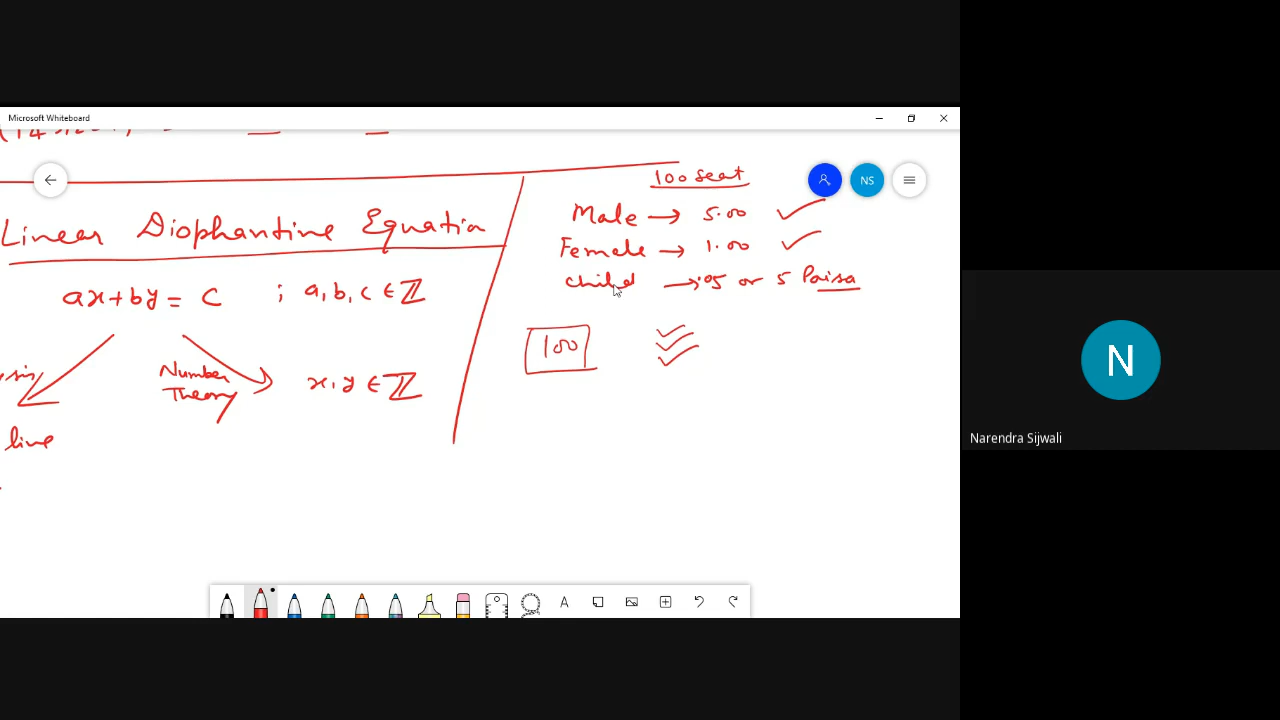 Microsoft Whiteboard
100 Seat
NS
Male → 5.00
Linear Diophantine Equation
Female → 1.00
Child → .05 or 5 Paisa
ax+by = c ; a, b, c ∈ ℤ
100
Number
Theory
x, y ∈ ℤ
line
N
Narendra Sijwali
A